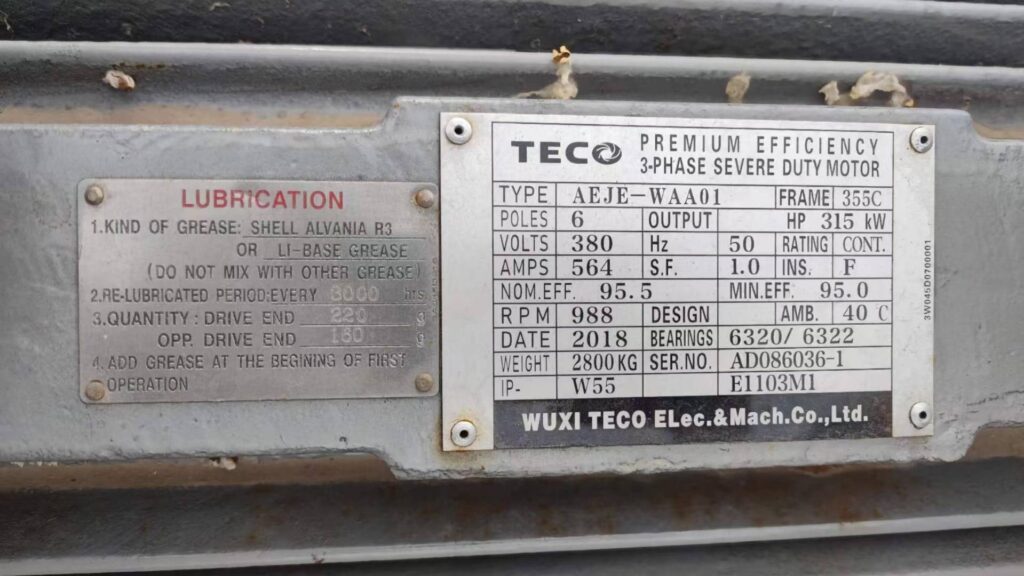 LUBRICATION
1.KIND OF GREASE: SHELL ALVANIA R3
OR LI-BASE GREASE
(DO NOT MIX WITH OTHER GREASE)
2.RE-LUBRICATED PERIOD:EVERY 8000 hrs
3.QUANTITY : DRIVE END 220 g
OPP. DRIVE END 160 g
4. ADD GREASE AT THE BEGINING OF FIRST
OPERATION
TECO PREMIUM EFFICIENCY
3-PHASE SEVERE DUTY MOTOR
TYPE AEJE-WAA01 FRAME 355C
POLES 6 OUTPUT HP 315 kW
VOLTS 380 Hz 50 RATING CONT.
AMPS 564 S.F. 1.0 INS. F
NOM.EFF. 95.5 MIN.EFF. 95.0
RPM 988 DESIGN AMB. 40 C
DATE 2018 BEARINGS 6320/ 6322
WEIGHT 2800KG SER.NO. AD086036-1
IP- W55 E1103M1
WUXI TECO ELec.&Mach.Co.,Ltd.
3W045D0700001